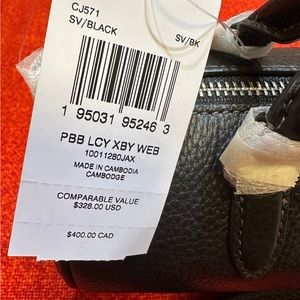 CJ571
SV/BLACK
SV/BK
1 95031 95246 3
PBB LCY XBY WEB
10011280JAX
MADE IN CAMBODIA
CAMBODGE
COMPARABLE VALUE
$328.00 USD
$400.00 CAD